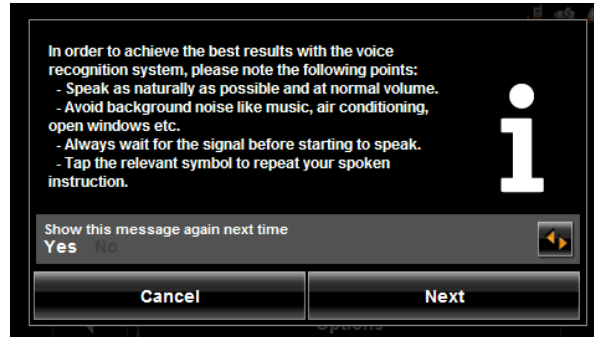 In order to achieve the best results with the voice
recognition system, please note the following points:
- Speak as naturally as possible and at normal volume.
- Avoid background noise like music, air conditioning,
open windows etc.
- Always wait for the signal before starting to speak.
- Tap the relevant symbol to repeat your spoken
instruction.
Show this message again next time
Yes No
Cancel Next
Options